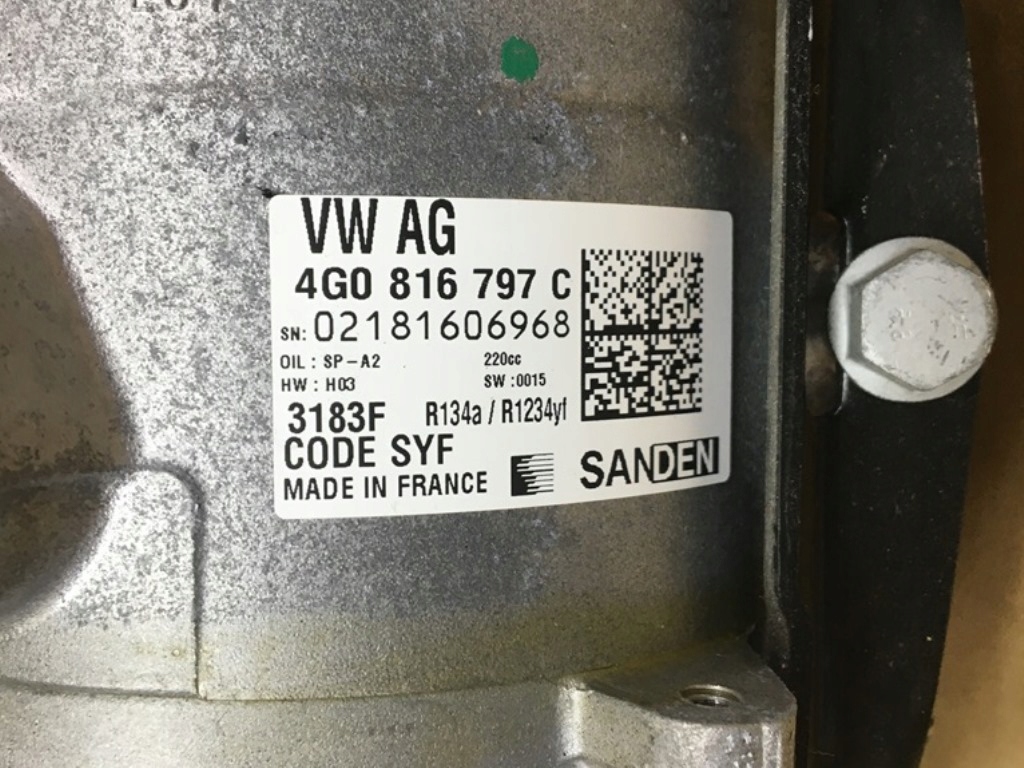 VW AG
4G0 816 797 C
SN: 02181606968
OIL : SP-A2 220cc
HW : H03 SW :0015
3183F R134a / R1234yf
CODE SYF
MADE IN FRANCE SANDEN